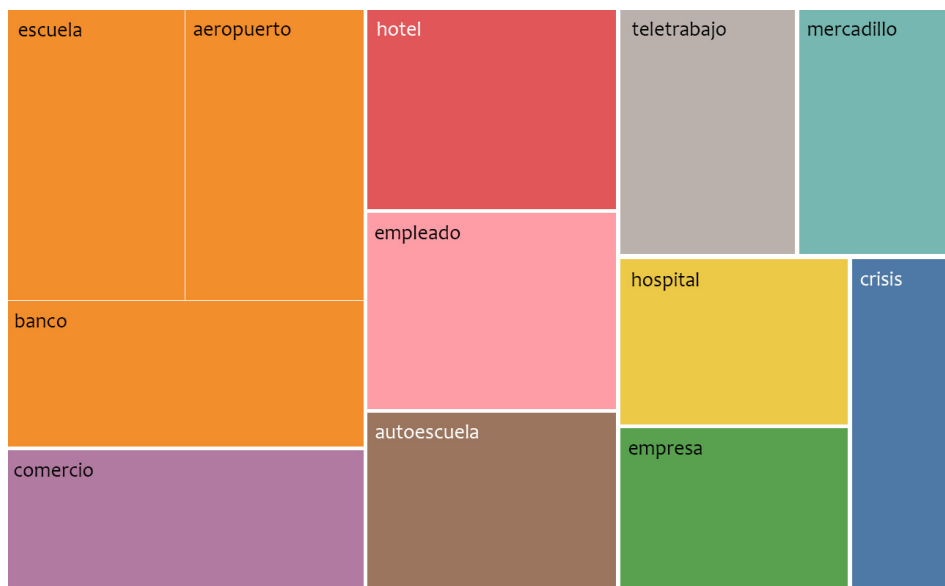 escuela
aeropuerto
banco
comercio
hotel
empleado
autoescuela
teletrabajo
mercadillo
hospital
empresa
crisis